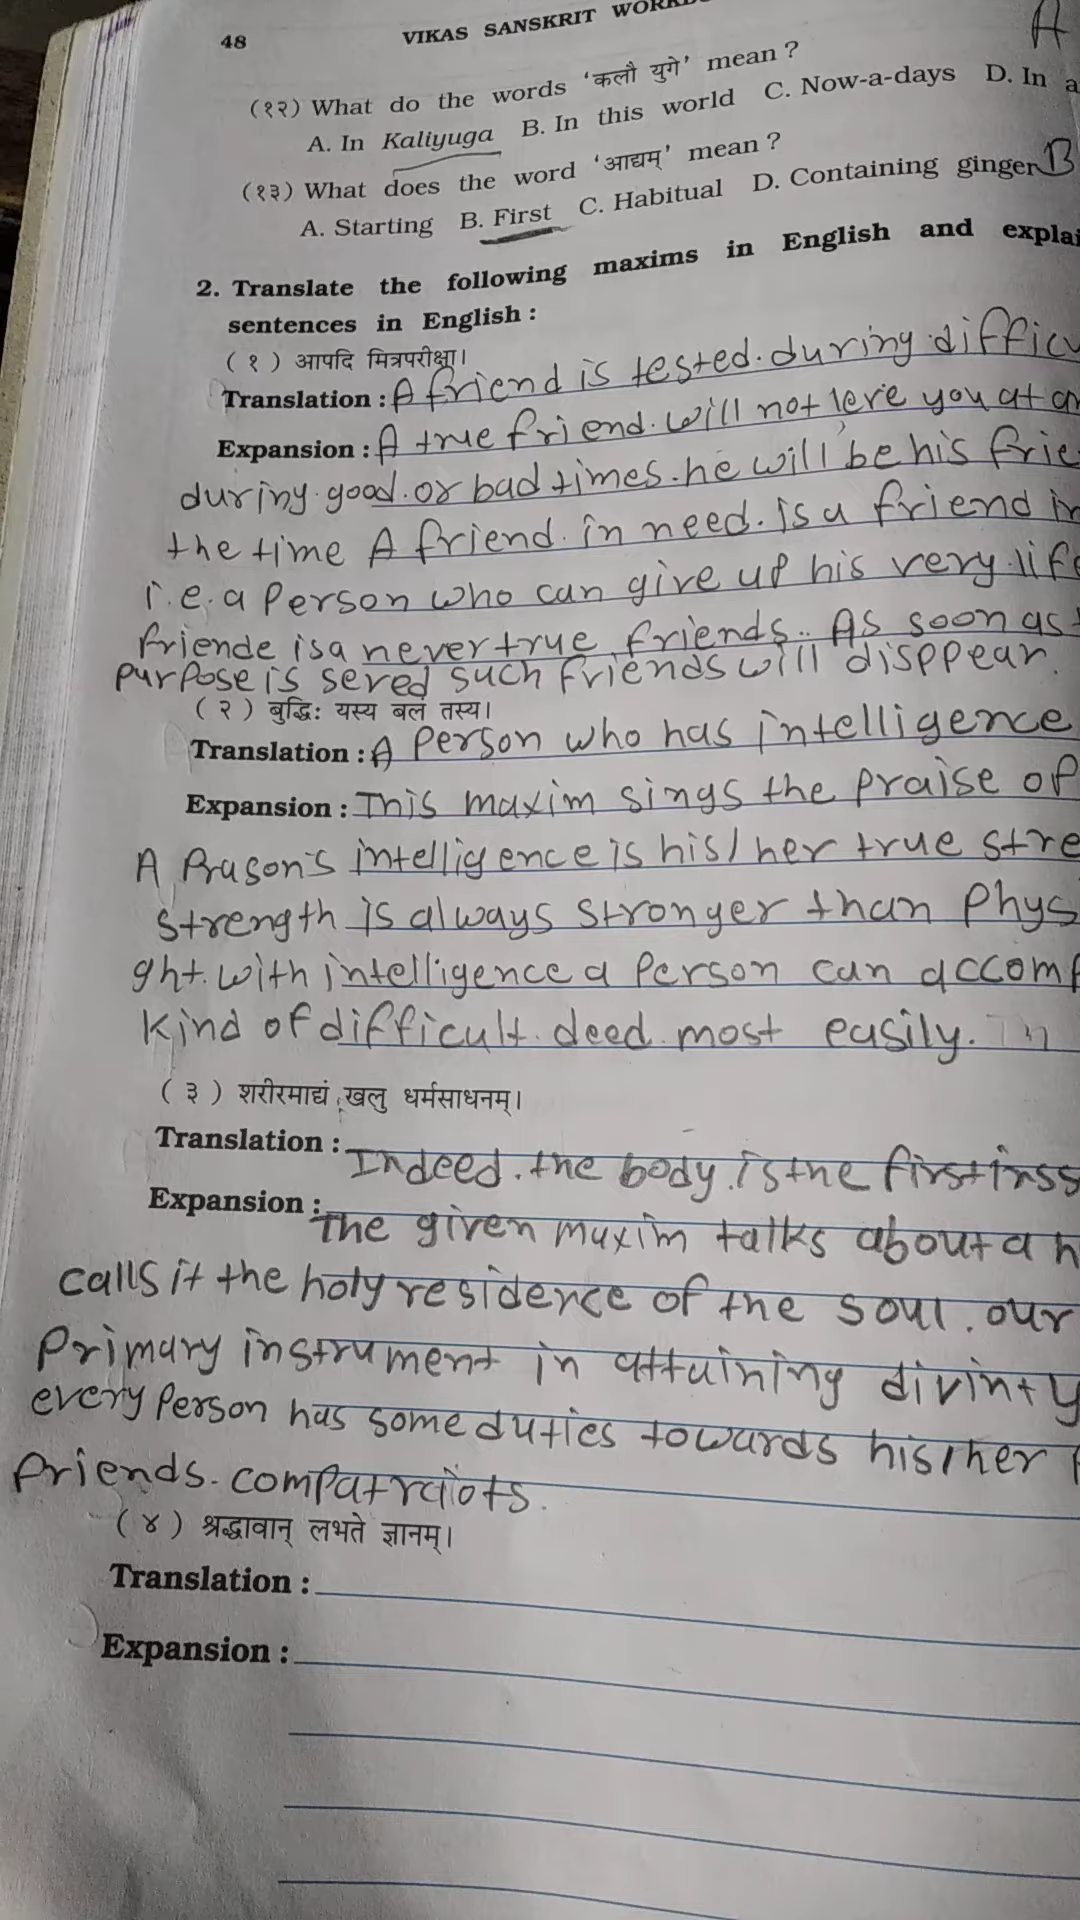 48 VIKAS SANSKRIT
A
(१२) What do the words ‘कलौ युगे’ mean ?
A. In Kaliyuga B. In this world C. Now-a-days D. In a
(१३) What does the word ‘आद्यम्’ mean ?
B
A. Starting B. First C. Habitual D. Containing ginger
2. Translate the following maxims in English and
sentences in English :
(१) आपदि मित्रपरीक्षा।
Translation : A friend is tested. during
Expansion : A true friend. will not leve you at
during. good. or bad times. he will be his
the time A friend. in need. is a friend
i.e. a person who can give up his very
friende is a never true friends.. As soon as
purpose is sered such friends will disppear.
(२) बुद्धिः यस्य बलं तस्य।
Translation : A person who has intelligence
Expansion : This maxim sings the praise of
A Prason's intelligence is his/her true
strength is always stronger than
ght. with intelligence a person can
kind of difficult. deed. most easily. In
(३) शरीरमाद्यं खलु धर्मसाधनम्।
Translation : Indeed. the body. is the first
Expansion : The given maxim talks about a
calls it the holy residence of the soul. our
primary instrument in attaining divinty
every person has some duties towards his/her
friends. compatraiots.
(४) श्रद्धावान् लभते ज्ञानम्।
Translation :
Expansion :